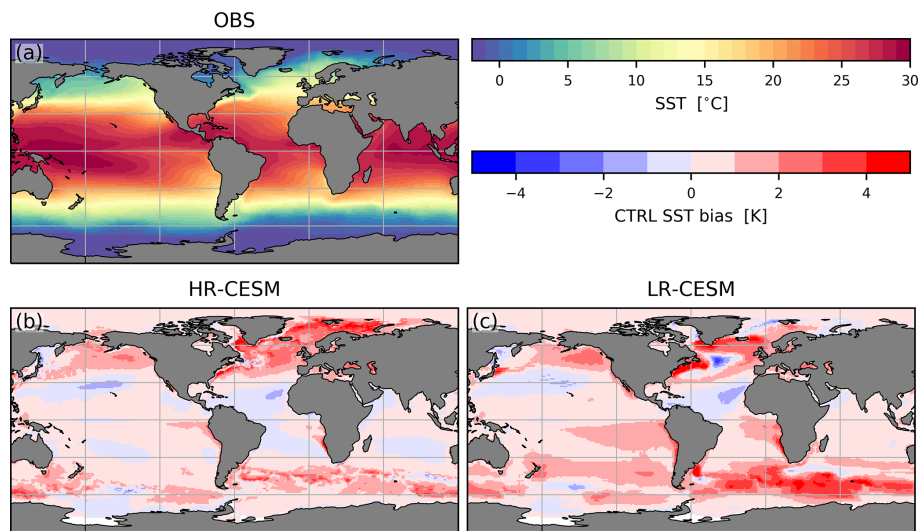 OBS
(a)
0 5 10 15 20 25 30
SST [°C]
−4 −2 0 2 4
CTRL SST bias [K]
HR-CESM
LR-CESM
(b)
(c)